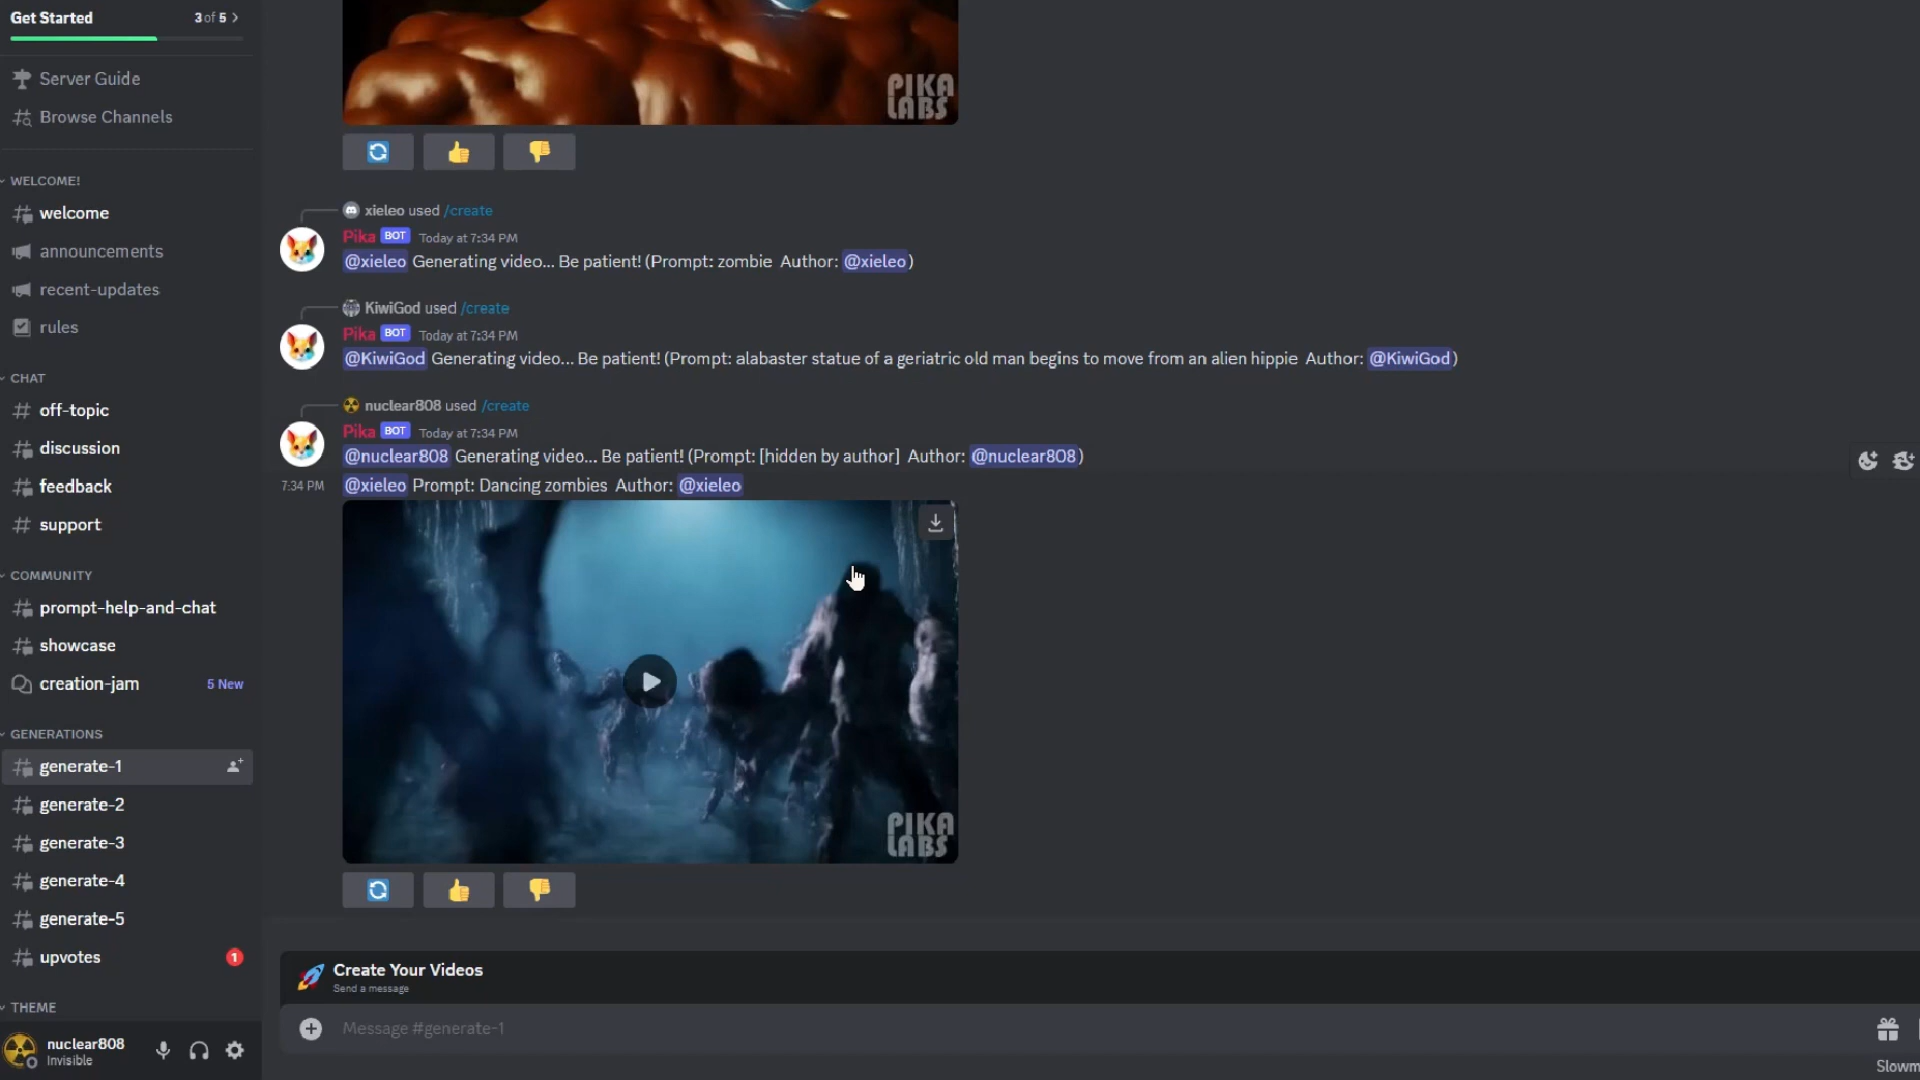 Get Started 3 of 5
Server Guide
Browse Channels
WELCOME!
welcome
announcements
recent-updates
rules
CHAT
off-topic
discussion
feedback
support
COMMUNITY
prompt-help-and-chat
showcase
creation-jam 5 New
GENERATIONS
generate-1
generate-2
generate-3
generate-4
generate-5
upvotes 1
THEME
nuclear808
Invisible
PIKA
LABS
xieleo used /create
Pika BOT Today at 7:34 PM
@xieleo Generating video... Be patient! (Prompt: zombie Author: @xieleo)
KiwiGod used /create
Pika BOT Today at 7:34 PM
@KiwiGod Generating video... Be patient! (Prompt: alabaster statue of a geriatric old man begins to move from an alien hippie Author: @KiwiGod)
nuclear808 used /create
Pika BOT Today at 7:34 PM
@nuclear808 Generating video... Be patient! (Prompt: [hidden by author] Author: @nuclear808)
7:34 PM @xieleo Prompt: Dancing zombies Author: @xieleo
PIKA
LABS
Create Your Videos
Send a message
Message #generate-1